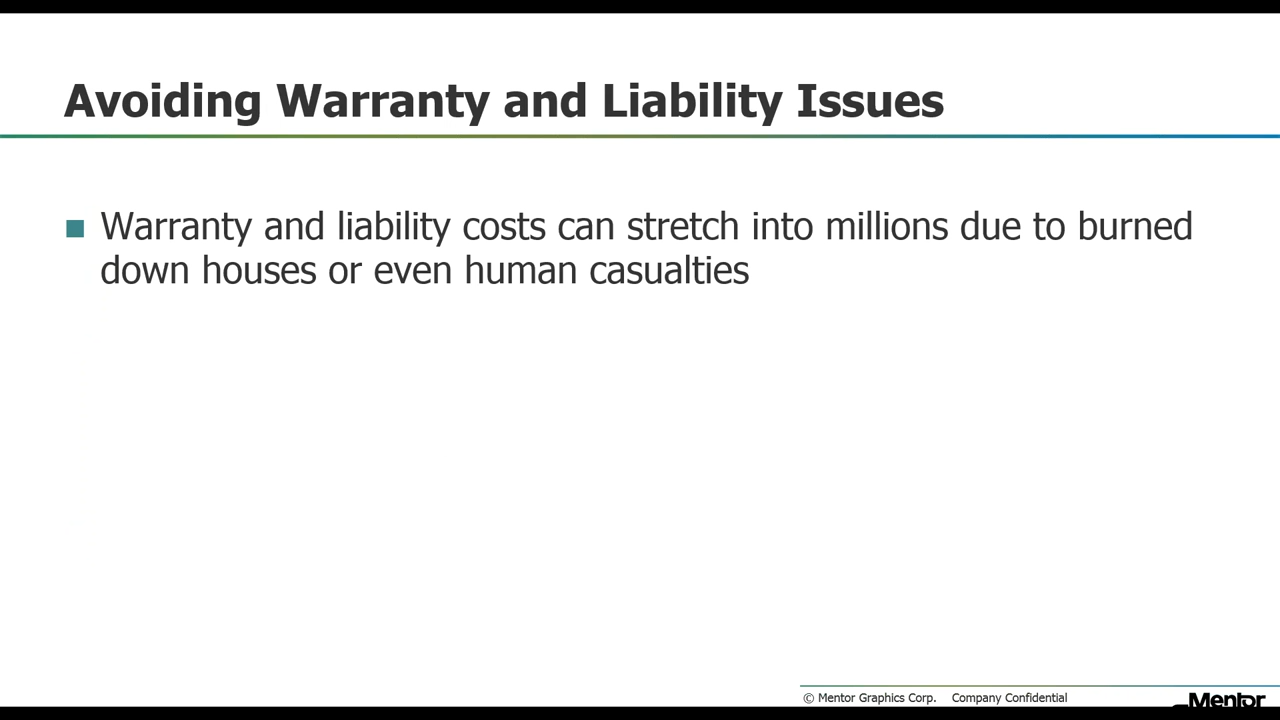 Avoiding Warranty and Liability Issues
Warranty and liability costs can stretch into millions due to burned
down houses or even human casualties
© Mentor Graphics Corp. Company Confidential
Mentor